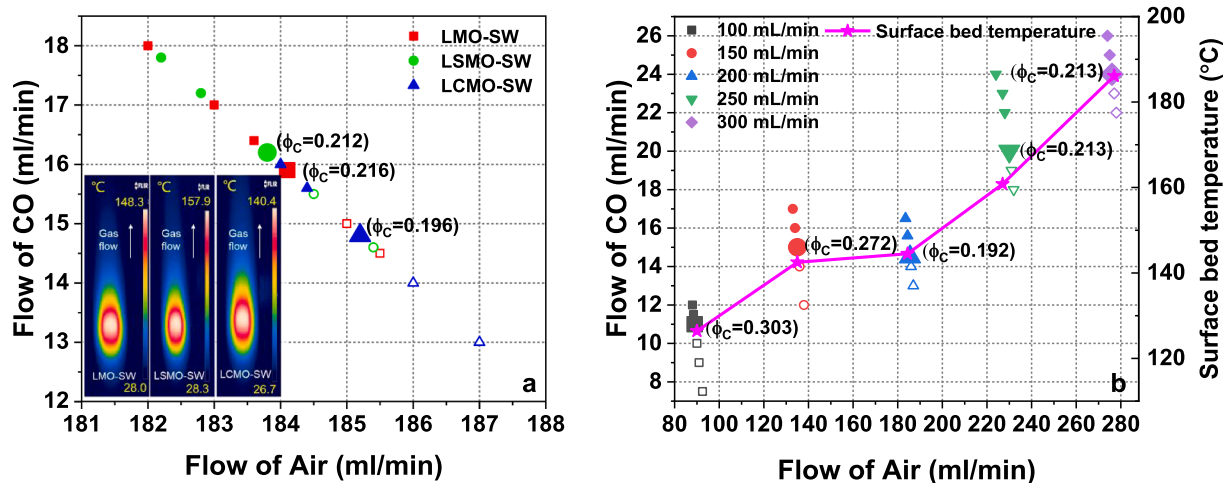 18
17
16
15
14
13
12
181
182
183
184
185
186
187
188
Flow of CO (ml/min)
Flow of Air (ml/min)
LMO-SW
LSMO-SW
LCMO-SW
(ϕC=0.212)
(ϕC=0.216)
(ϕC=0.196)
°C
FLIR
148.3
Gas
flow
LMO-SW
28.0
°C
FLIR
157.9
Gas
flow
LSMO-SW
28.3
°C
FLIR
140.4
Gas
flow
LCMO-SW
26.7
a
26
24
22
20
18
16
14
12
10
8
80
100
120
140
160
180
200
220
240
260
280
Flow of CO (ml/min)
Flow of Air (ml/min)
200
180
160
140
120
Surface bed temperature (°C)
100 mL/min
150 mL/min
200 mL/min
250 mL/min
300 mL/min
Surface bed temperature
(ϕC=0.213)
(ϕC=0.213)
(ϕC=0.272)
(ϕC=0.192)
(ϕC=0.303)
b